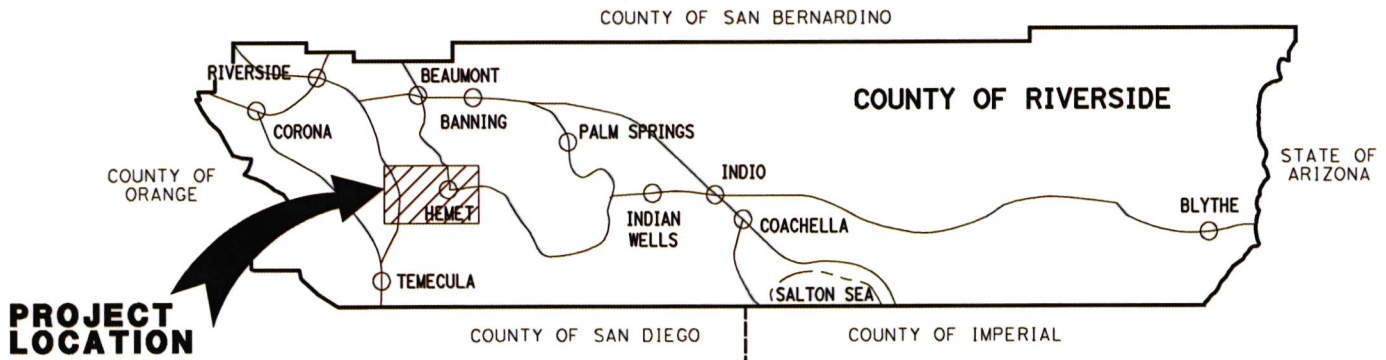 COUNTY OF SAN BERNARDINO
RIVERSIDE
BEAUMONT
COUNTY OF RIVERSIDE
CORONA
BANNING
PALM SPRINGS
COUNTY OF
ORANGE
STATE OF
ARIZONA
INDIO
HEMET
INDIAN
WELLS
COACHELLA
BLYTHE
TEMECULA
SALTON SEA
PROJECT
LOCATION
COUNTY OF SAN DIEGO
COUNTY OF IMPERIAL